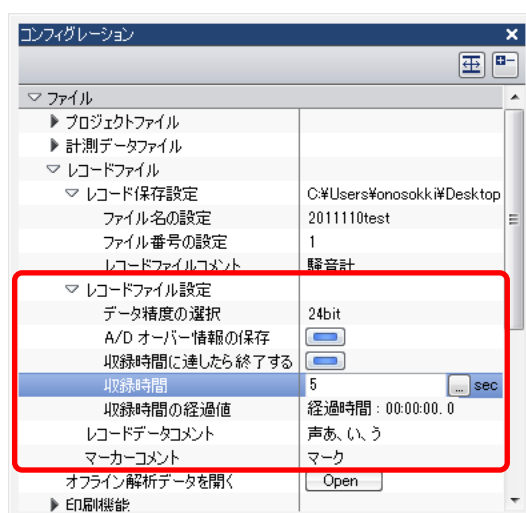 コンフィグレーション
ファイル
プロジェクトファイル
計測データファイル
レコードファイル
レコード保存設定 C:¥Users¥onosokki¥Desktop
ファイル名の設定 2011110test
ファイル番号の設定 1
レコードファイルコメント 騒音計
レコードファイル設定
データ精度の選択 24bit
A/D オーバー情報の保存
収録時間に達したら終了する
収録時間 5 ... sec
収録時間の経過値 経過時間 : 00:00:00. 0
レコードデータコメント 声あ、い、う
マーカーコメント マーク
オフライン解析データを開く Open
印刷機能